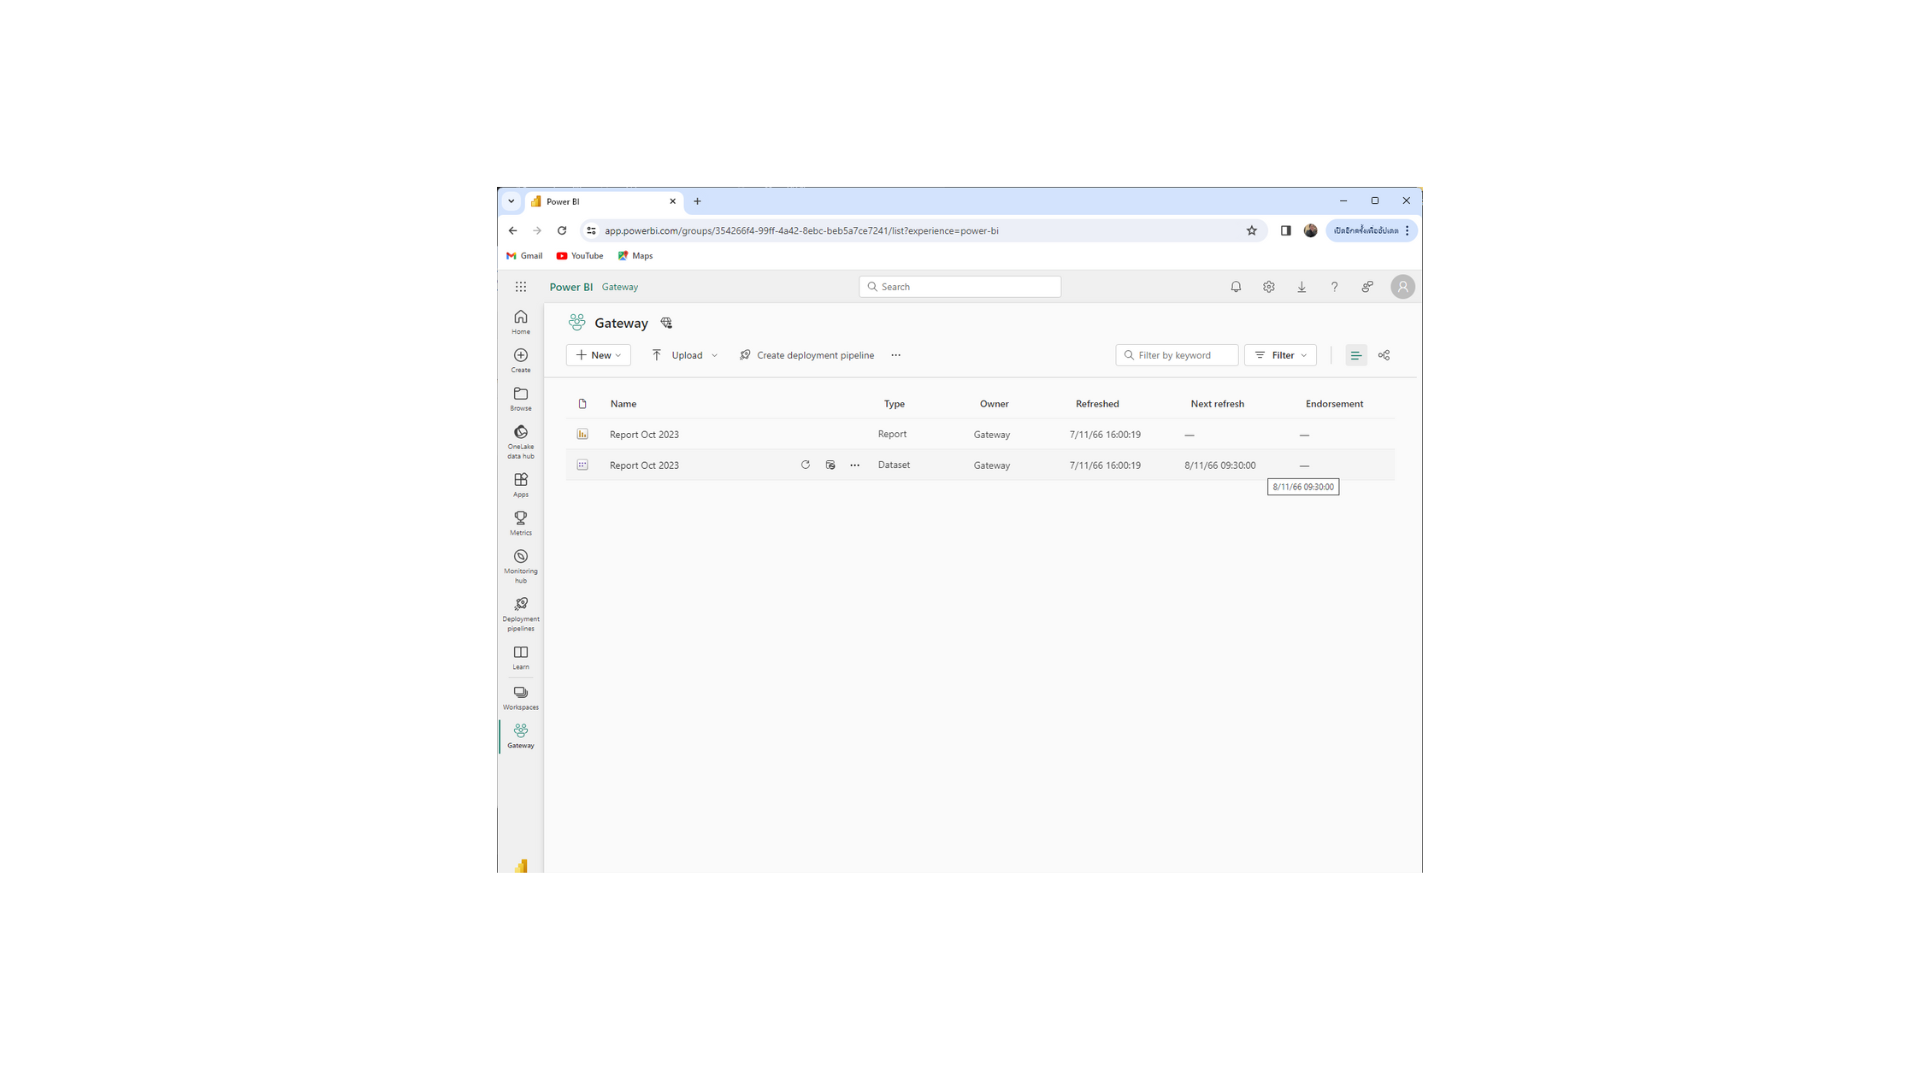 Power BI
app.powerbi.com/groups/354266f4-99ff-4a42-8ebc-beb5a7ce7241/list?experience=power-bi
เปิดอีกครั้งเพื่ออัปเดต
Gmail YouTube Maps
Power BI Gateway Search
Home
Create
Browse
OneLake
data hub
Apps
Metrics
Monitoring
hub
Deployment
pipelines
Learn
Workspaces
Gateway
Gateway
New Upload Create deployment pipeline ... Filter by keyword Filter
Name Type Owner Refreshed Next refresh Endorsement
Report Oct 2023 Report Gateway 7/11/66 16:00:19 — —
Report Oct 2023 ... Dataset Gateway 7/11/66 16:00:19 8/11/66 09:30:00 —
8/11/66 09:30:00